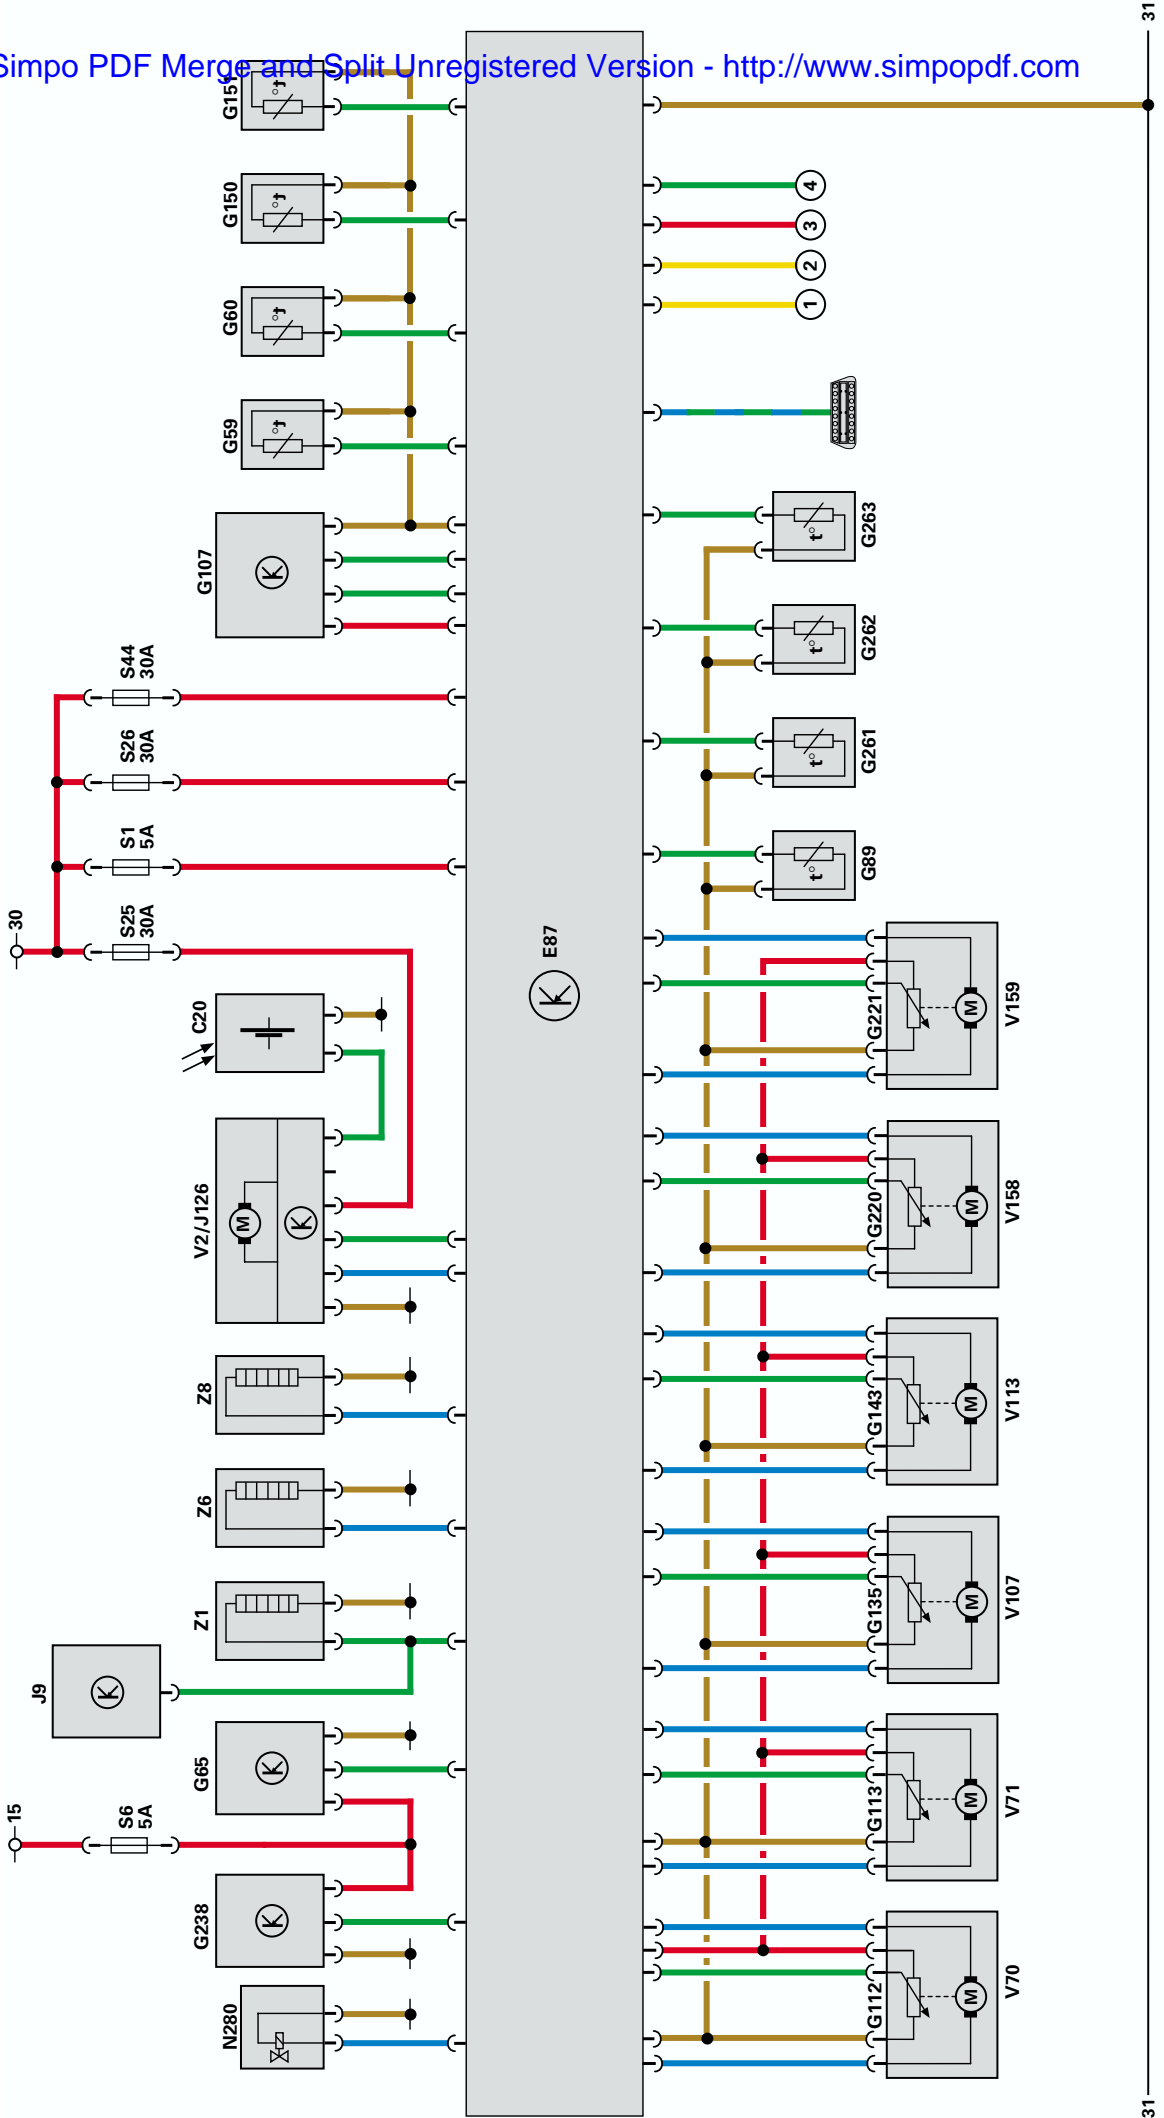 Simpo PDF Merge and Split Unregistered Version - http://www.simpopdf.com
31
G151
t°
G150
t°
G60
t°
G59
t°
G107
S44
30A
S26
30A
S1
5A
S25
30A
30
C20
V2/J126
M
Z8
Z6
Z1
J9
G65
15
S6
5A
G238
N280
E87
4
3
2
1
G263
t°
G262
t°
G261
t°
G89
t°
G221
M
V159
G220
M
V158
G143
M
V113
G135
M
V107
G113
M
V71
G112
M
V70
31